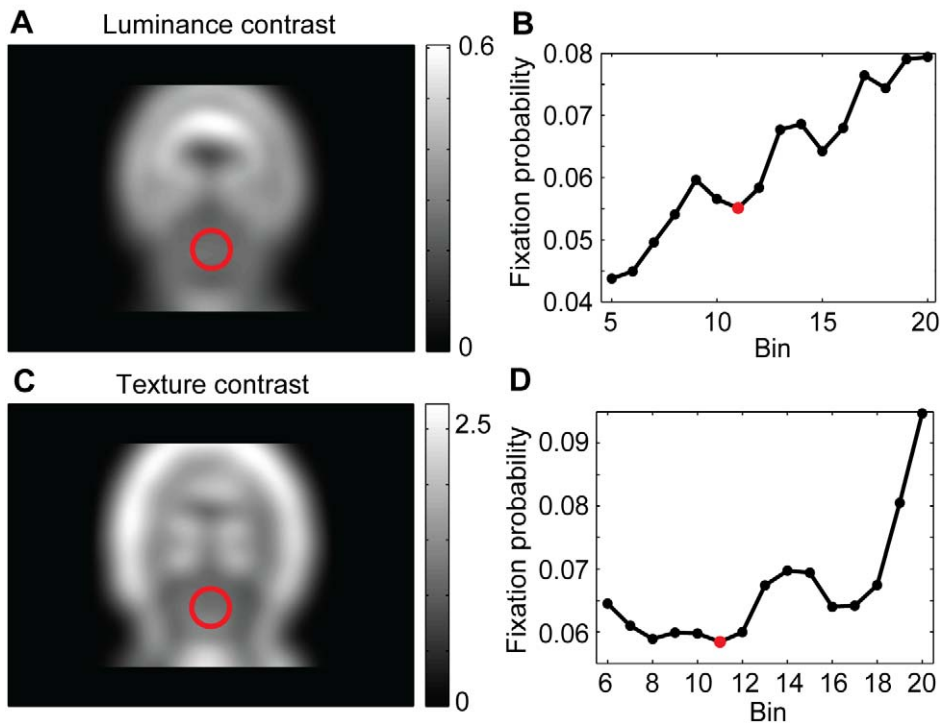 A
Luminance contrast
0.6
0
B
Fixation probability
0.08
0.07
0.06
0.05
0.04
5 10 15 20
Bin
C
Texture contrast
2.5
0
D
Fixation probability
0.09
0.08
0.07
0.06
6 8 10 12 14 16 18 20
Bin